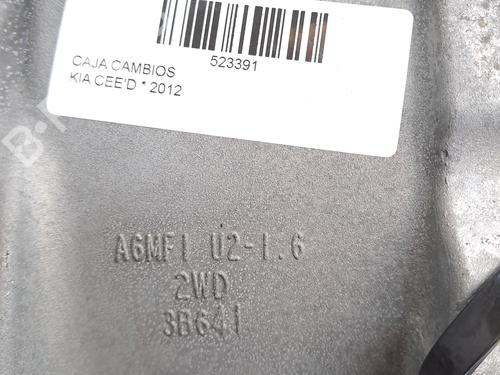 523391
CAJA CAMBIOS
KIA CEE'D * 2012
A6MF1 U2-1.6
2WD
3B641